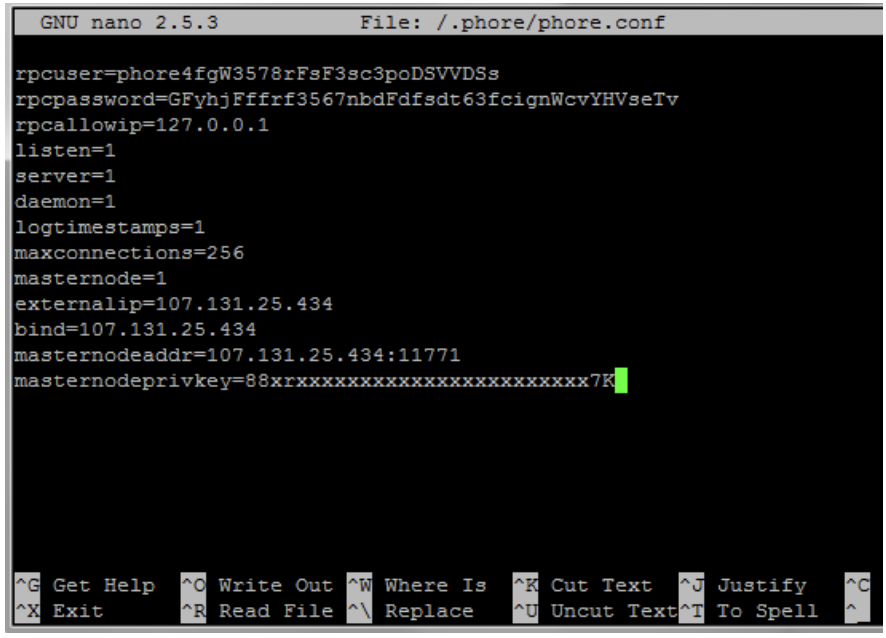 GNU nano 2.5.3 File: /.phore/phore.conf
rpcuser=phore4fgW3578rFsF3sc3poDSVVDSs
rpcpassword=GFyhjFffrf3567nbdFdfsdt63fcignWcvYHVseTv
rpcallowip=127.0.0.1
listen=1
server=1
daemon=1
logtimestamps=1
maxconnections=256
masternode=1
externalip=107.131.25.434
bind=107.131.25.434
masternodeaddr=107.131.25.434:11771
masternodeprivkey=88xrxxxxxxxxxxxxxxxxxxxxxxxxx7K
^G Get Help ^O Write Out ^W Where Is ^K Cut Text ^J Justify ^C
^X Exit ^R Read File ^\ Replace ^U Uncut Text ^T To Spell ^_